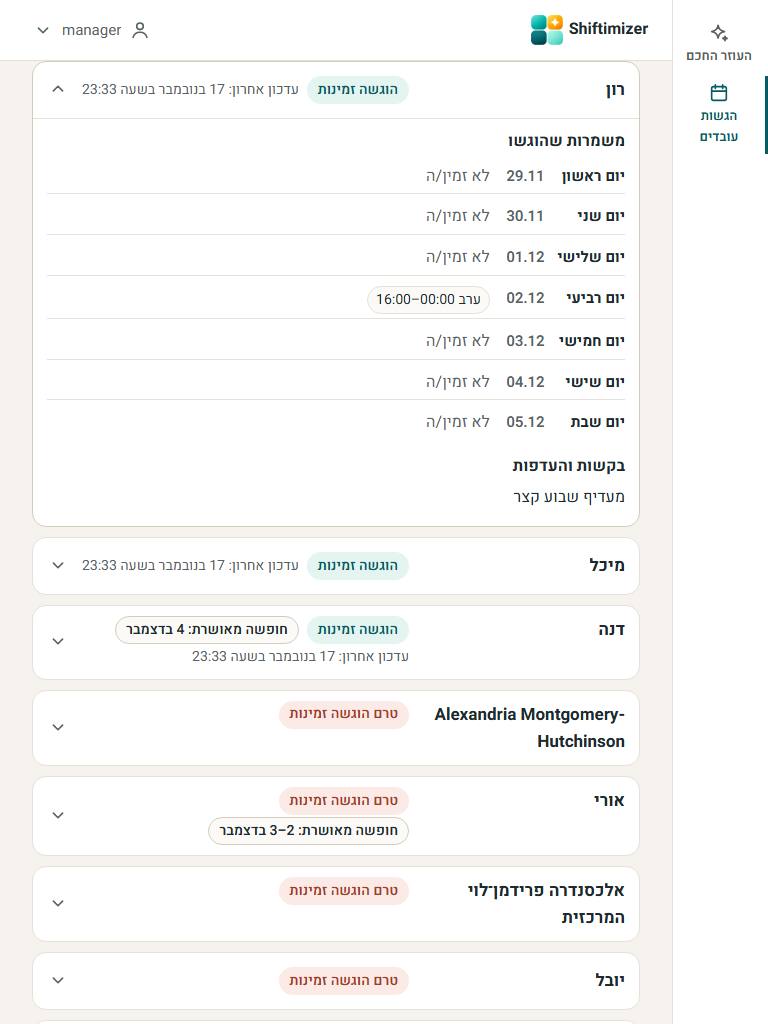 Shiftimizer
manager
העוזר החכם
הגשות
עובדים
רון
הוגשה זמינות
עדכון אחרון: 17 בנובמבר בשעה 23:33
משמרות שהוגשו
יום ראשון 29.11 לא זמין/ה
יום שני 30.11 לא זמין/ה
יום שלישי 01.12 לא זמין/ה
יום רביעי 02.12 ערב 16:00–00:00
יום חמישי 03.12 לא זמין/ה
יום שישי 04.12 לא זמין/ה
יום שבת 05.12 לא זמין/ה
בקשות והעדפות
מעדיף שבוע קצר
מיכל
הוגשה זמינות
עדכון אחרון: 17 בנובמבר בשעה 23:33
דנה
הוגשה זמינות
חופשה מאושרת: 4 בדצמבר
עדכון אחרון: 17 בנובמבר בשעה 23:33
Alexandria Montgomery-
Hutchinson
טרם הוגשה זמינות
אורי
טרם הוגשה זמינות
חופשה מאושרת: 2–3 בדצמבר
אלכסנדרה פרידמן־לוי
המרכזית
טרם הוגשה זמינות
יובל
טרם הוגשה זמינות